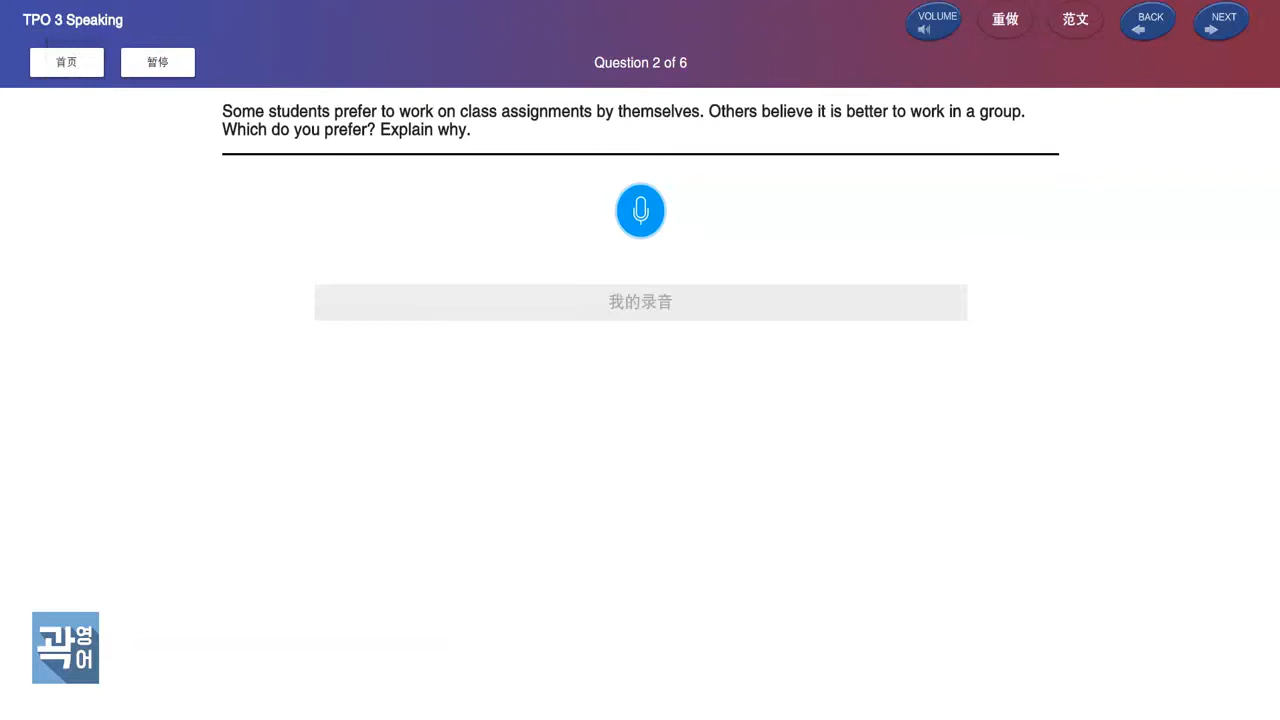 TPO 3 Speaking
VOLUME
重做
范文
BACK
NEXT
首页
暂停
Question 2 of 6
Some students prefer to work on class assignments by themselves. Others believe it is better to work in a group.
Which do you prefer? Explain why.
我的录音
곽영어